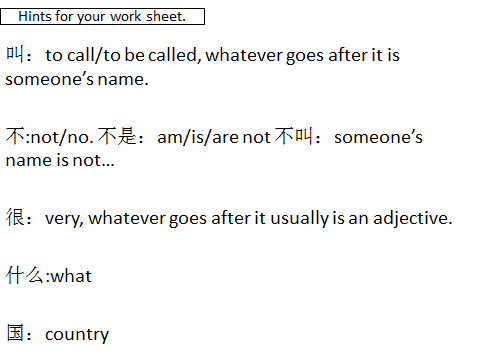 Hints for your work sheet.
叫：to call/to be called, whatever goes after it is
someone’s name.
不:not/no. 不是：am/is/are not 不叫：someone’s
name is not…
很：very, whatever goes after it usually is an adjective.
什么:what
国：country